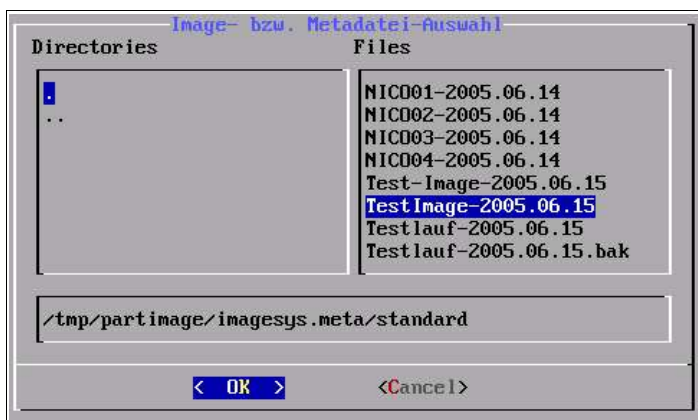 Image- bzw. Metadatei-Auswahl
Directories Files
.
..
NICO01-2005.06.14
NICO02-2005.06.14
NICO03-2005.06.14
NICO04-2005.06.14
Test-Image-2005.06.15
TestImage-2005.06.15
Testlauf-2005.06.15
Testlauf-2005.06.15.bak
/tmp/partimage/imagesys.meta/standard
< OK > <Cancel>